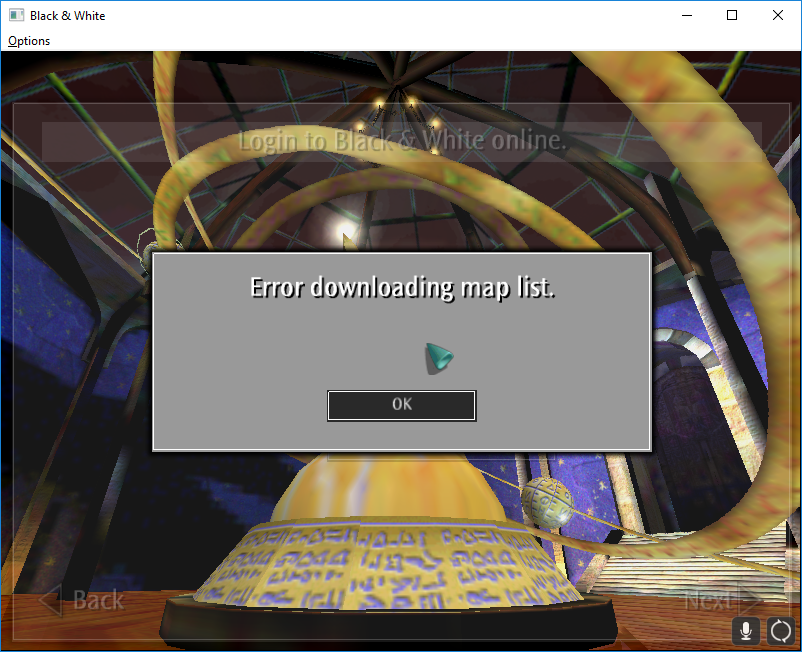 Black & White
Options
Login to Black & White online.
Error downloading map list.
OK
Back
Next